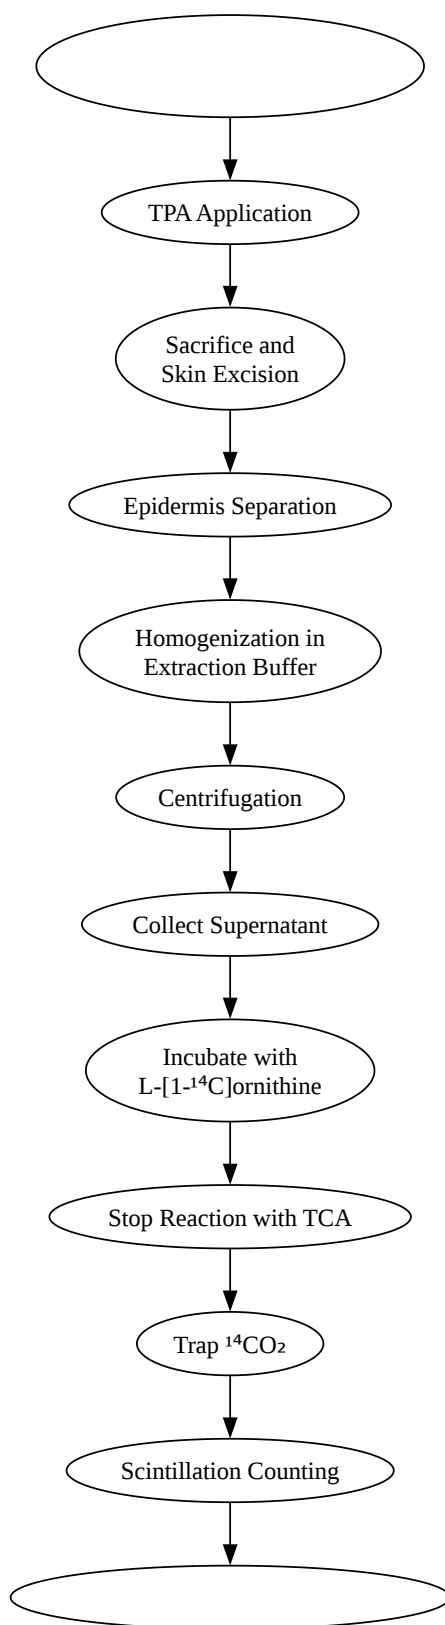 TPA Application
Sacrifice and
Skin Excision
Epidermis Separation
Homogenization in
Extraction Buffer
Centrifugation
Collect Supernatant
Incubate with
L-[1-¹⁴C]ornithine
Stop Reaction with TCA
Trap ¹⁴CO₂
Scintillation Counting